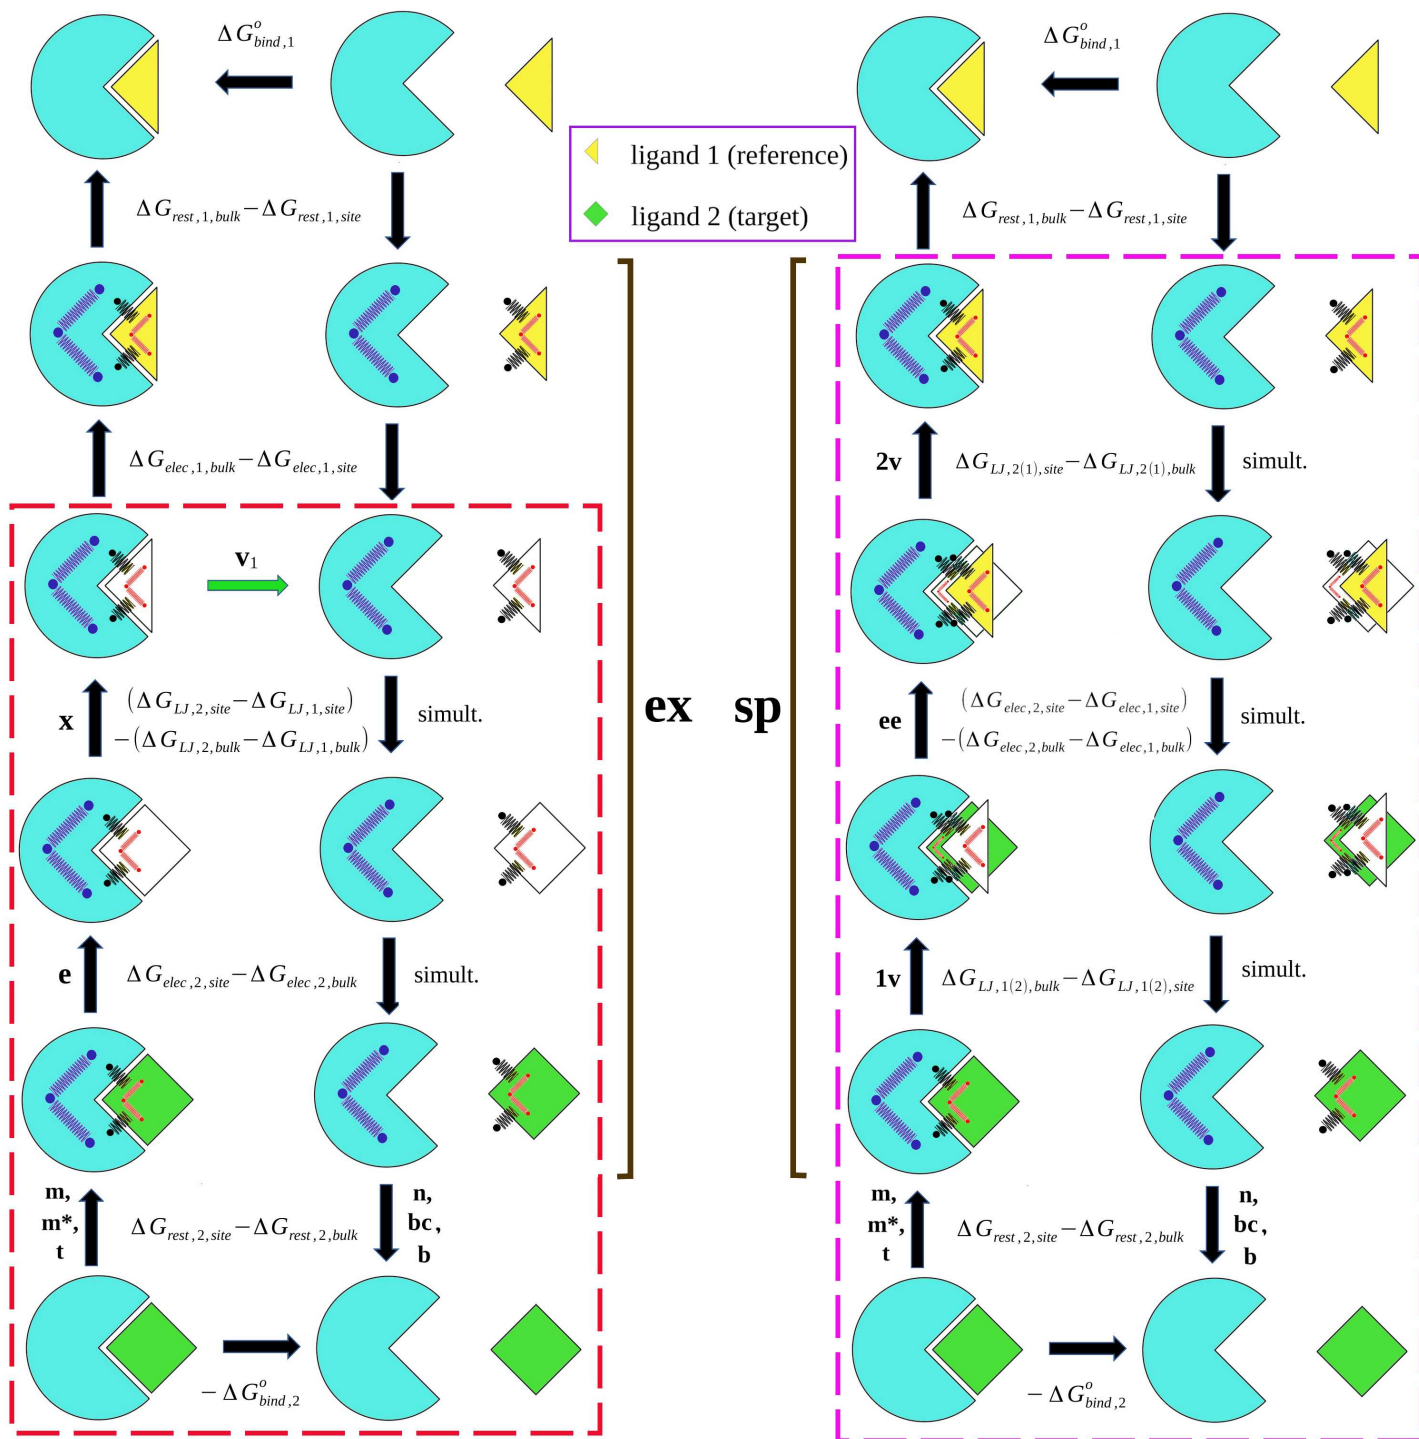 ΔG°bind,1
ligand 1 (reference)
ligand 2 (target)
ΔGrest,1,bulk−ΔGrest,1,site
ΔGelec,1,bulk−ΔGelec,1,site
v1
x
(ΔGLJ,2,site−ΔGLJ,1,site)
−(ΔGLJ,2,bulk−ΔGLJ,1,bulk)
simult.
e
ΔGelec,2,site−ΔGelec,2,bulk
simult.
m,
m*,
t
ΔGrest,2,site−ΔGrest,2,bulk
n,
bc,
b
−ΔG°bind,2
ex
sp
ΔG°bind,1
ΔGrest,1,bulk−ΔGrest,1,site
2v
ΔGLJ,2(1),site−ΔGLJ,2(1),bulk
simult.
ee
(ΔGelec,2,site−ΔGelec,1,site)
−(ΔGelec,2,bulk−ΔGelec,1,bulk)
simult.
1v
ΔGLJ,1(2),bulk−ΔGLJ,1(2),site
simult.
m,
m*,
t
ΔGrest,2,site−ΔGrest,2,bulk
n,
bc,
b
−ΔG°bind,2